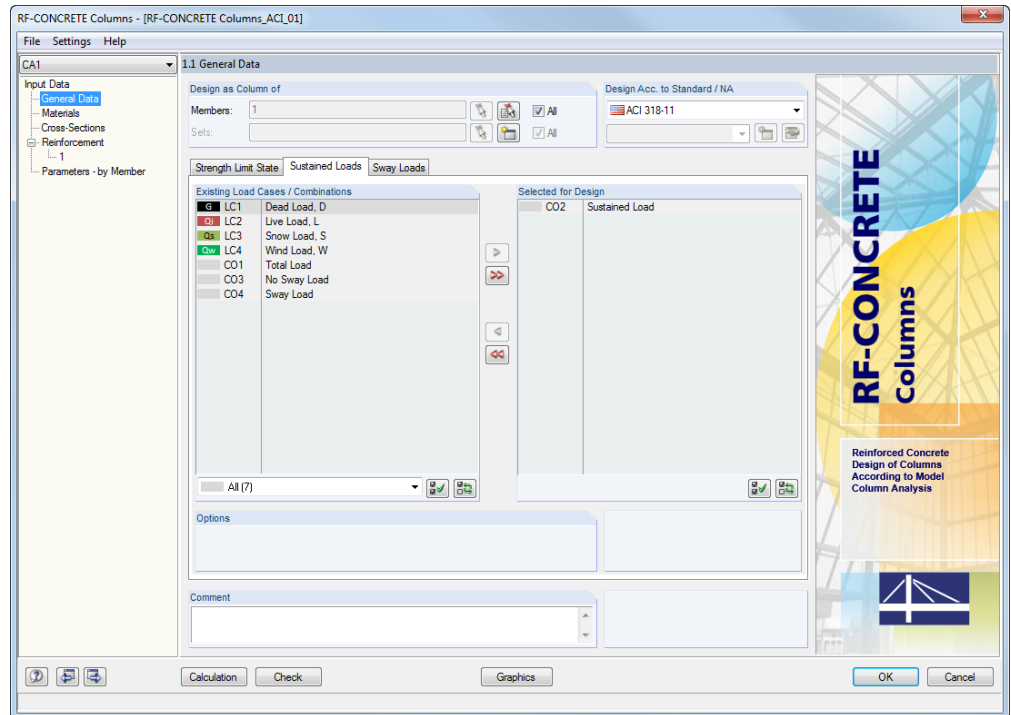 RF-CONCRETE Columns - [RF-CONCRETE Columns_ACI_01]
File Settings Help
CA1
1.1 General Data
Input Data
General Data
Materials
Cross-Sections
Reinforcement
1
Parameters - by Member
Design as Column of
Members: 1 All
Sets: All
Design Acc. to Standard / NA
ACI 318-11
Strength Limit State Sustained Loads Sway Loads
Existing Load Cases / Combinations
G LC1 Dead Load, D
Qi LC2 Live Load, L
Qs LC3 Snow Load, S
Qw LC4 Wind Load, W
CO1 Total Load
CO3 No Sway Load
CO4 Sway Load
All (7)
Selected for Design
CO2 Sustained Load
Options
Comment
RF-CONCRETE
Columns
Reinforced Concrete
Design of Columns
According to Model
Column Analysis
Calculation Check Graphics OK Cancel